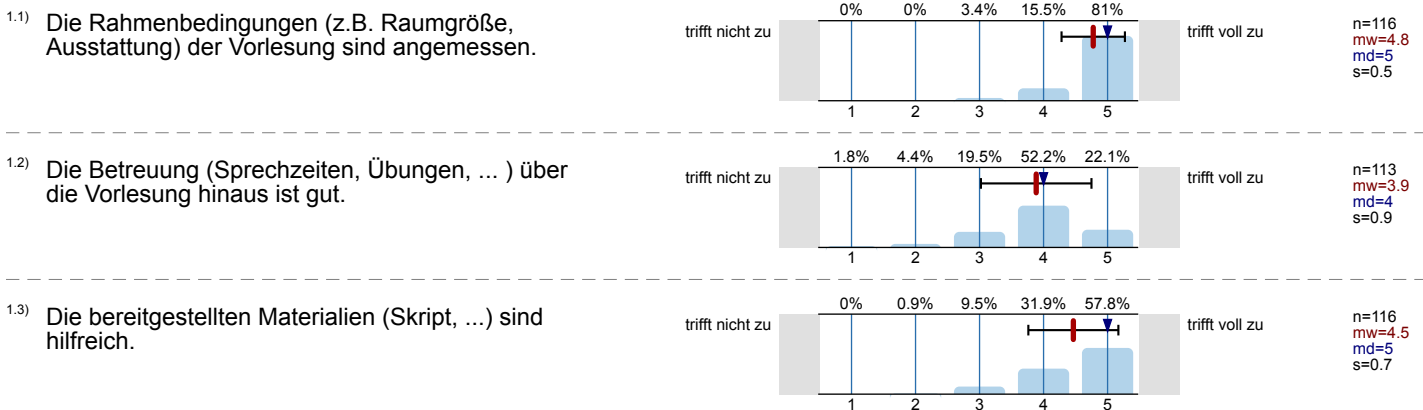 1.1) Die Rahmenbedingungen (z.B. Raumgröße,
Ausstattung) der Vorlesung sind angemessen.
trifft nicht zu
0% 0% 3.4% 15.5% 81%
1 2 3 4 5
trifft voll zu
n=116
mw=4.8
md=5
s=0.5
1.2) Die Betreuung (Sprechzeiten, Übungen, ... ) über
die Vorlesung hinaus ist gut.
trifft nicht zu
1.8% 4.4% 19.5% 52.2% 22.1%
1 2 3 4 5
trifft voll zu
n=113
mw=3.9
md=4
s=0.9
1.3) Die bereitgestellten Materialien (Skript, ...) sind
hilfreich.
trifft nicht zu
0% 0.9% 9.5% 31.9% 57.8%
1 2 3 4 5
trifft voll zu
n=116
mw=4.5
md=5
s=0.7